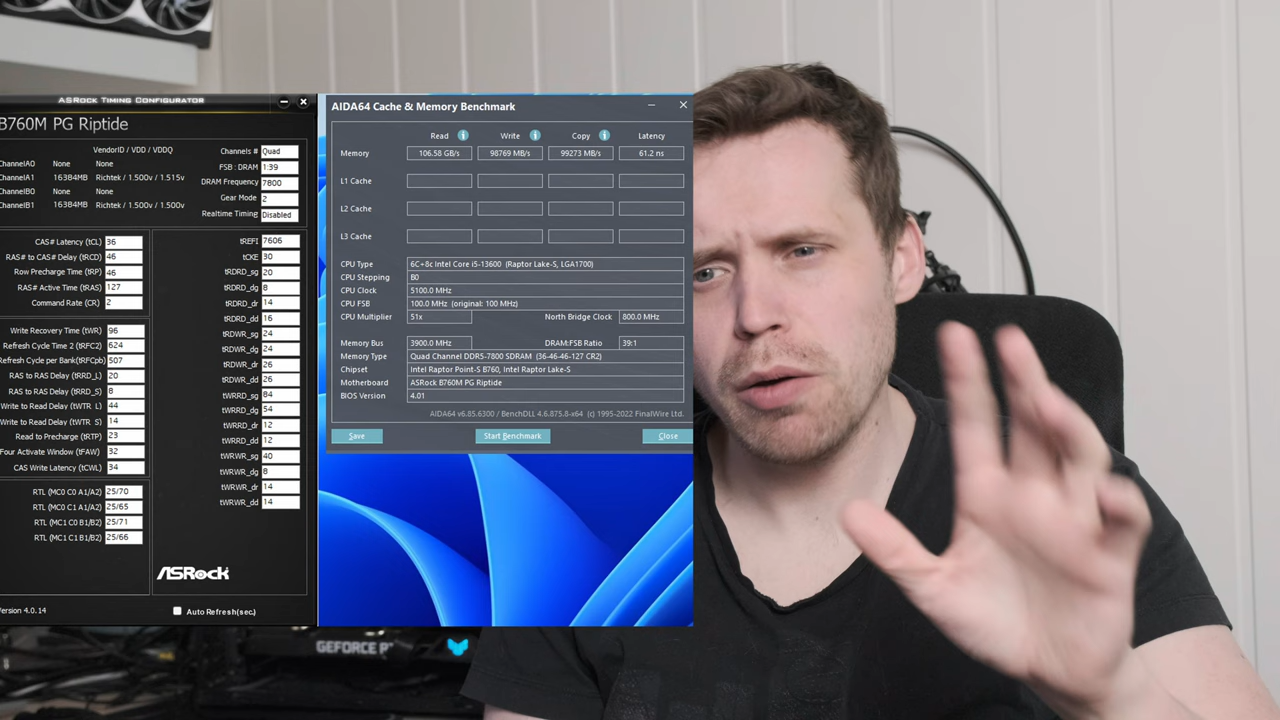 ASRock Timing Configurator
B760M PG Riptide
VendorID / VDD / VDDQ
ChannelA0 None None
ChannelA1 16384MB Richtek / 1.500v / 1.515v
ChannelB0 None None
ChannelB1 16384MB Richtek / 1.500v / 1.500v
Channels # Quad
FSB : DRAM 1:39
DRAM Frequency 7800
Gear Mode 2
Realtime Timing Disabled
CAS# Latency (tCL) 36
RAS# to CAS# Delay (tRCD) 46
Row Precharge Time (tRP) 46
RAS# Active Time (tRAS) 127
Command Rate (CR) 2
Write Recovery Time (tWR) 96
Refresh Cycle Time 2 (tRFC2) 624
Refresh Cycle per Bank(tRFCpb) 507
RAS to RAS Delay (tRRD_L) 20
RAS to RAS Delay (tRRD_S) 8
Write to Read Delay (tWTR_L) 44
Write to Read Delay (tWTR_S) 14
Read to Precharge (tRTP) 23
Four Activate Window (tFAW) 32
CAS Write Latency (tCWL) 34
RTL (MC0 C0 A1/A2) 25/70
RTL (MC0 C1 A1/A2) 25/65
RTL (MC1 C0 B1/B2) 25/71
RTL (MC1 C1 B1/B2) 25/66
tREFI 7606
tCKE 30
tRDRD_sg 20
tRDRD_dg 8
tRDRD_dr 14
tRDRD_dd 16
tRDWR_sg 24
tRDWR_dg 24
tRDWR_dr 26
tRDWR_dd 26
tWRRD_sg 84
tWRRD_dg 54
tWRRD_dr 12
tWRRD_dd 12
tWRWR_sg 40
tWRWR_dg 8
tWRWR_dr 14
tWRWR_dd 14
ASRock
Version 4.0.14
Auto Refresh(sec.)
AIDA64 Cache & Memory Benchmark
Read Write Copy Latency
Memory 106.58 GB/s 98769 MB/s 99273 MB/s 61.2 ns
L1 Cache
L2 Cache
L3 Cache
CPU Type 6C+8c Intel Core i5-13600 (Raptor Lake-S, LGA1700)
CPU Stepping B0
CPU Clock 5100.0 MHz
CPU FSB 100.0 MHz (original: 100 MHz)
CPU Multiplier 51x North Bridge Clock 800.0 MHz
Memory Bus 3900.0 MHz DRAM:FSB Ratio 39:1
Memory Type Quad Channel DDR5-7800 SDRAM (36-46-46-127 CR2)
Chipset Intel Raptor Point-S B760, Intel Raptor Lake-S
Motherboard ASRock B760M PG Riptide
BIOS Version 4.01
AIDA64 v6.85.6300 / BenchDLL 4.6.875.8-x64 (c) 1995-2022 FinalWire Ltd.
Save Start Benchmark Close
GEFORCE